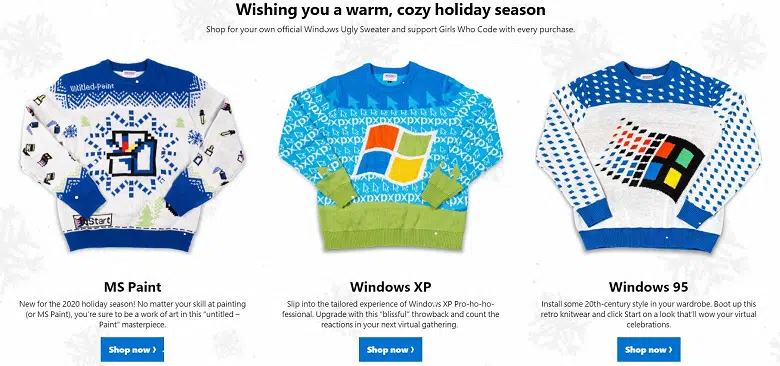 Wishing you a warm, cozy holiday season
Shop for your own official Windows Ugly Sweater and support Girls Who Code with every purchase.
Untitled-Paint
Start
xpxpxpx
MS Paint
New for the 2020 holiday season! No matter your skill at painting
(or MS Paint), you're sure to be a work of art in this "untitled –
Paint" masterpiece.
Shop now ›
Windows XP
Slip into the tailored experience of Windows XP Pro-ho-ho-
fessional. Upgrade with this "blissful" throwback and count the
reactions in your next virtual gathering.
Shop now ›
Windows 95
Install some 20th-century style in your wardrobe. Boot up this
retro knitwear and click Start on a look that'll wow your virtual
celebrations.
Shop now ›